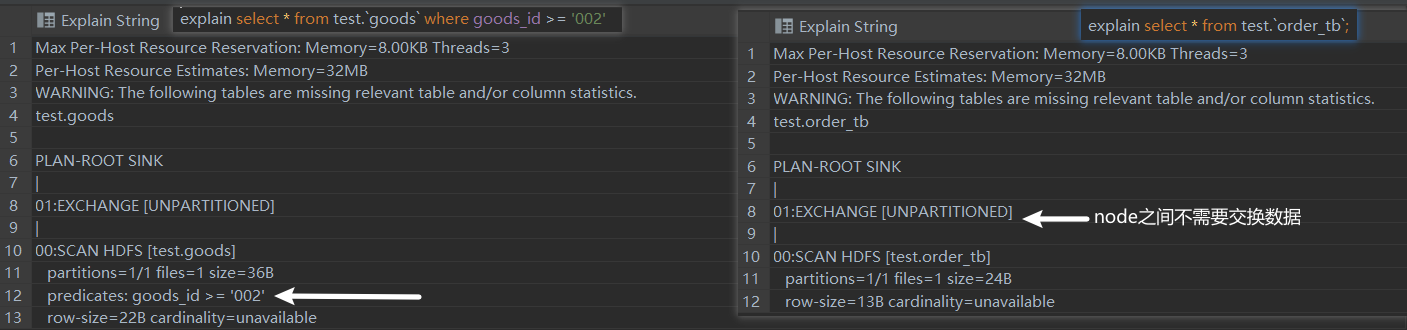 Explain String
explain select * from test.`goods` where goods_id >= '002'
1 Max Per-Host Resource Reservation: Memory=8.00KB Threads=3
2 Per-Host Resource Estimates: Memory=32MB
3 WARNING: The following tables are missing relevant table and/or column statistics.
4 test.goods
5
6 PLAN-ROOT SINK
7 |
8 01:EXCHANGE [UNPARTITIONED]
9 |
10 00:SCAN HDFS [test.goods]
11 partitions=1/1 files=1 size=36B
12 predicates: goods_id >= '002'
13 row-size=22B cardinality=unavailable
Explain String
explain select * from test.`order_tb`;
1 Max Per-Host Resource Reservation: Memory=8.00KB Threads=3
2 Per-Host Resource Estimates: Memory=32MB
3 WARNING: The following tables are missing relevant table and/or column statistics.
4 test.order_tb
5
6 PLAN-ROOT SINK
7 |
8 01:EXCHANGE [UNPARTITIONED]
node之间不需要交换数据
9 |
10 00:SCAN HDFS [test.order_tb]
11 partitions=1/1 files=1 size=24B
12 row-size=13B cardinality=unavailable